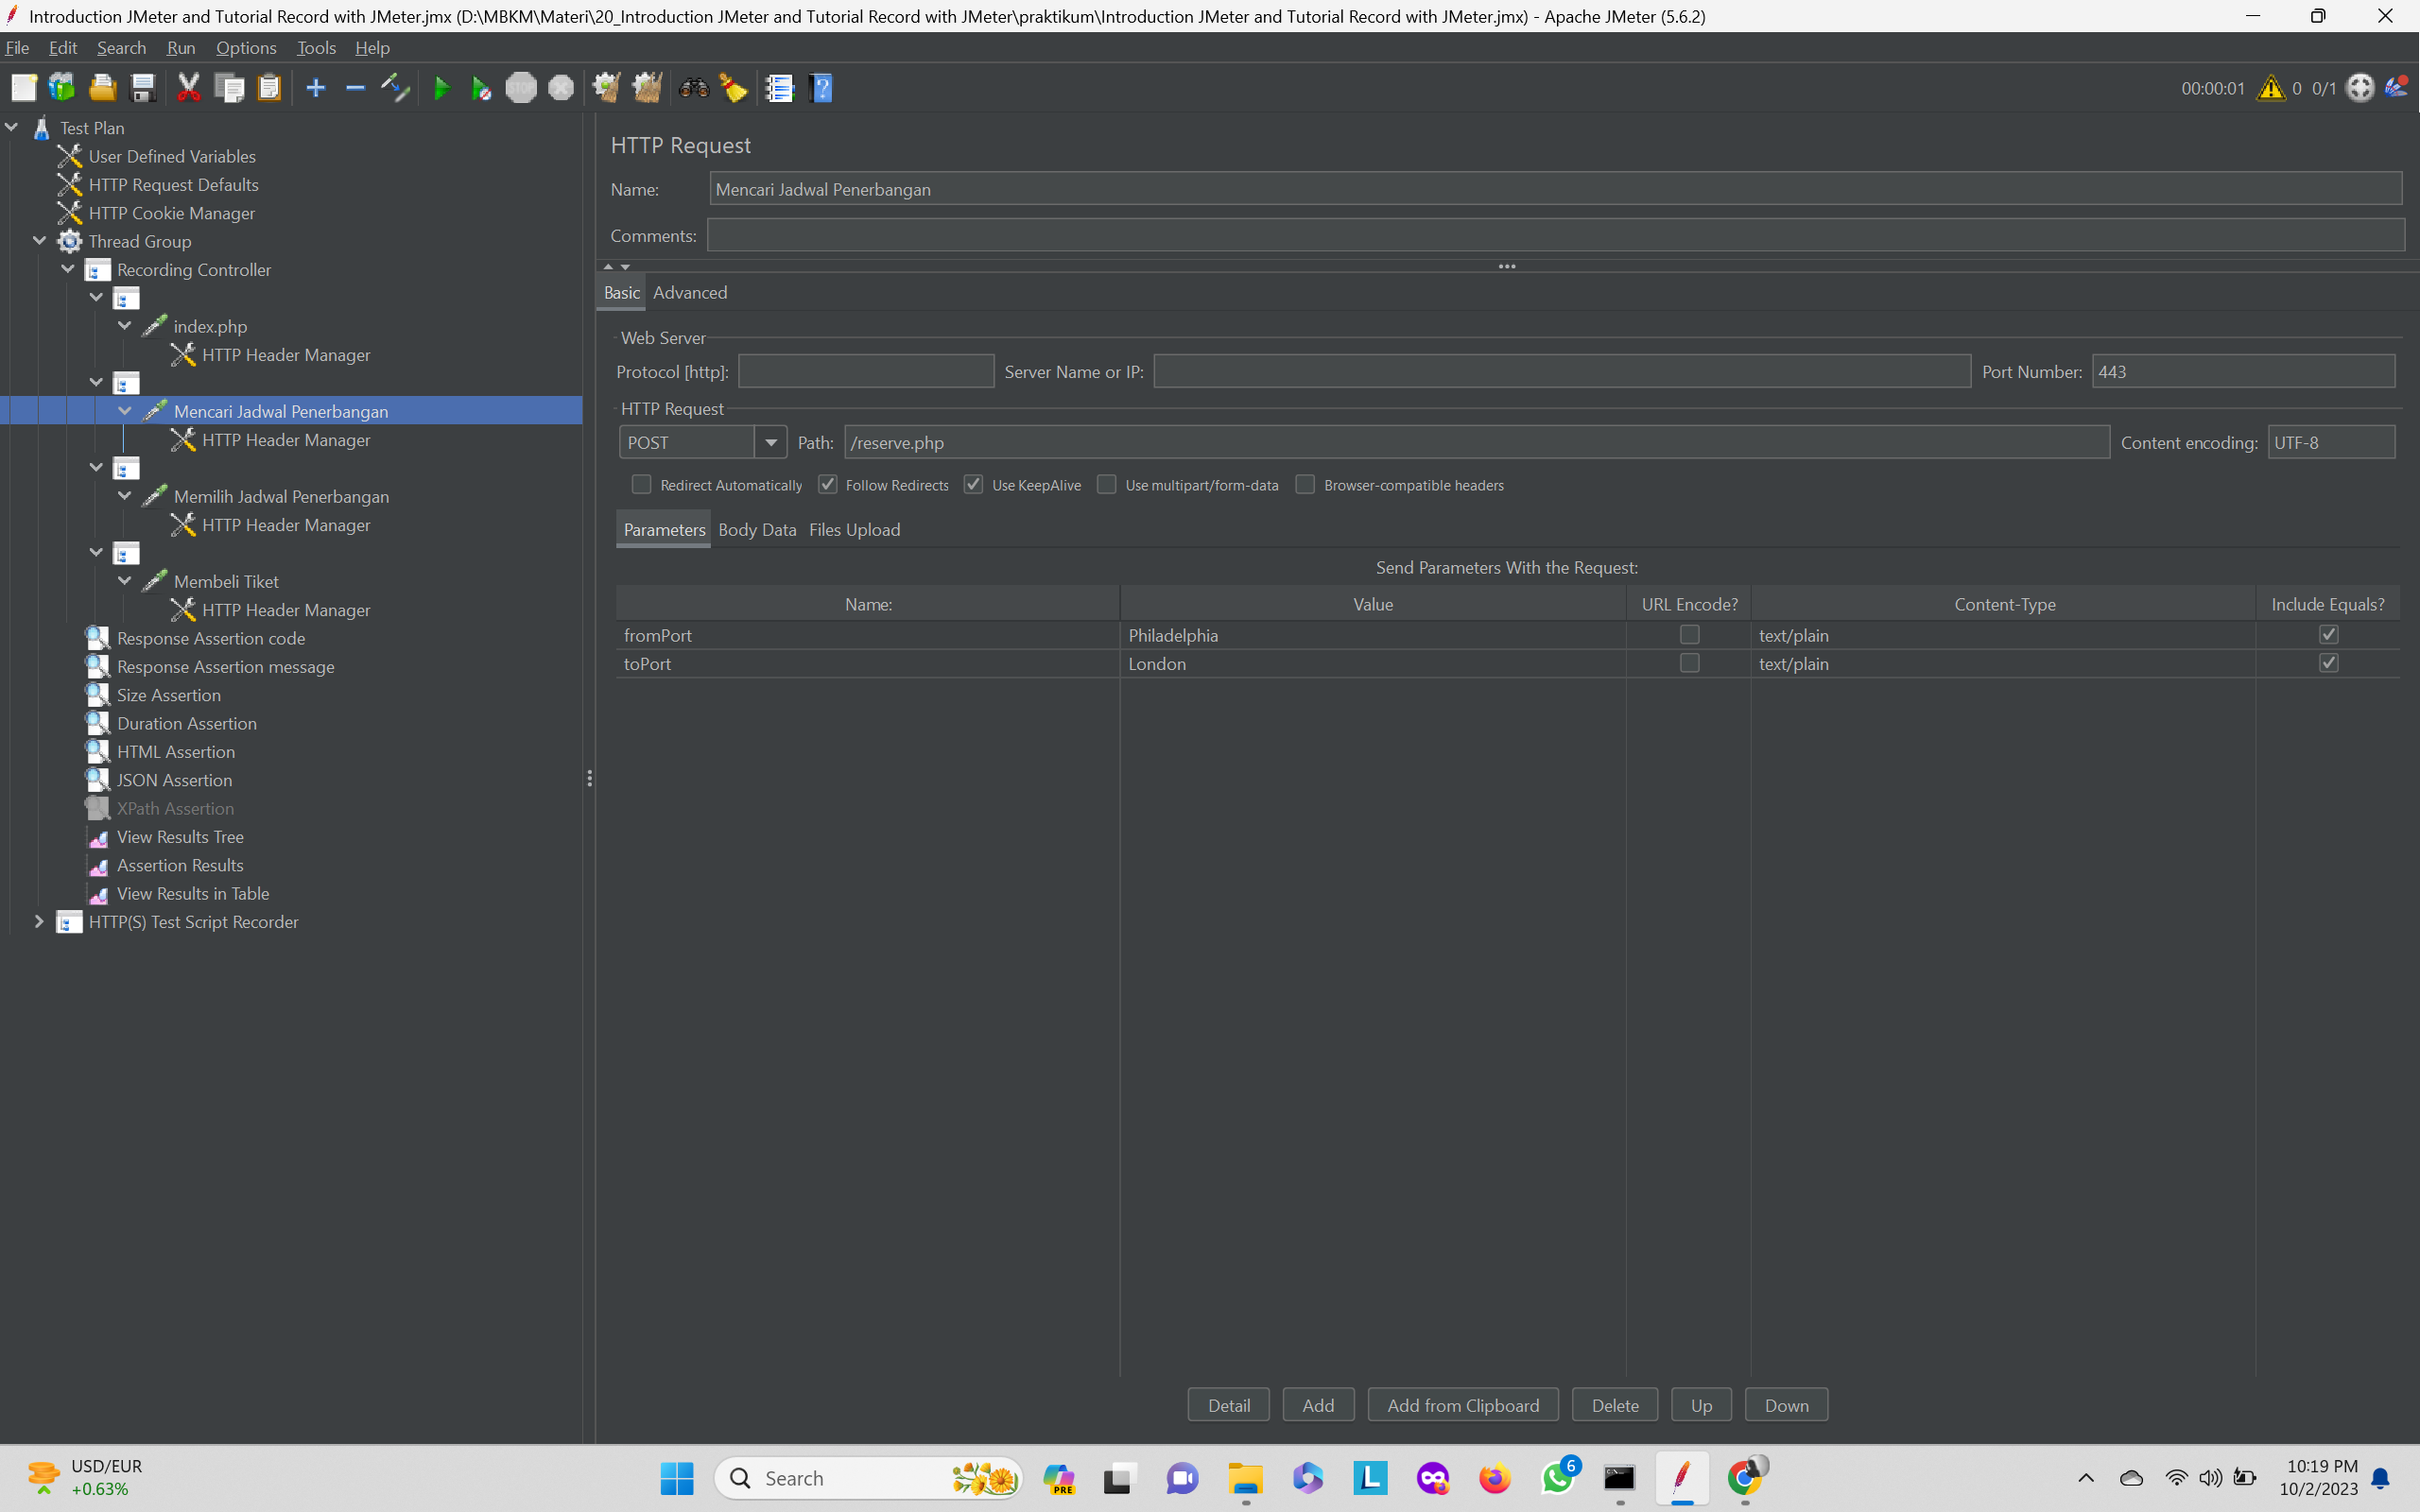 Introduction JMeter and Tutorial Record with JMeter.jmx (D:\MBKM\Materi\20_Introduction JMeter and Tutorial Record with JMeter\praktikum\Introduction JMeter and Tutorial Record with JMeter.jmx) - Apache JMeter (5.6.2)
File Edit Search Run Options Tools Help
STOP 00:00:01 0 0/1
Test Plan
User Defined Variables
HTTP Request Defaults
HTTP Cookie Manager
Thread Group
Recording Controller
index.php
HTTP Header Manager
Mencari Jadwal Penerbangan
HTTP Header Manager
Memilih Jadwal Penerbangan
HTTP Header Manager
Membeli Tiket
HTTP Header Manager
Response Assertion code
Response Assertion message
Size Assertion
Duration Assertion
HTML Assertion
JSON Assertion
XPath Assertion
View Results Tree
Assertion Results
View Results in Table
HTTP(S) Test Script Recorder
HTTP Request
Name: Mencari Jadwal Penerbangan
Comments:
Basic Advanced
Web Server
Protocol [http]: Server Name or IP: Port Number: 443
HTTP Request
POST Path: /reserve.php Content encoding: UTF-8
Redirect Automatically Follow Redirects Use KeepAlive Use multipart/form-data Browser-compatible headers
Parameters Body Data Files Upload
Send Parameters With the Request:
Name: Value URL Encode? Content-Type Include Equals?
fromPort Philadelphia text/plain
toPort London text/plain
Detail Add Add from Clipboard Delete Up Down
USD/EUR
+0.63%
Search
PRE
L
6
10:19 PM
10/2/2023